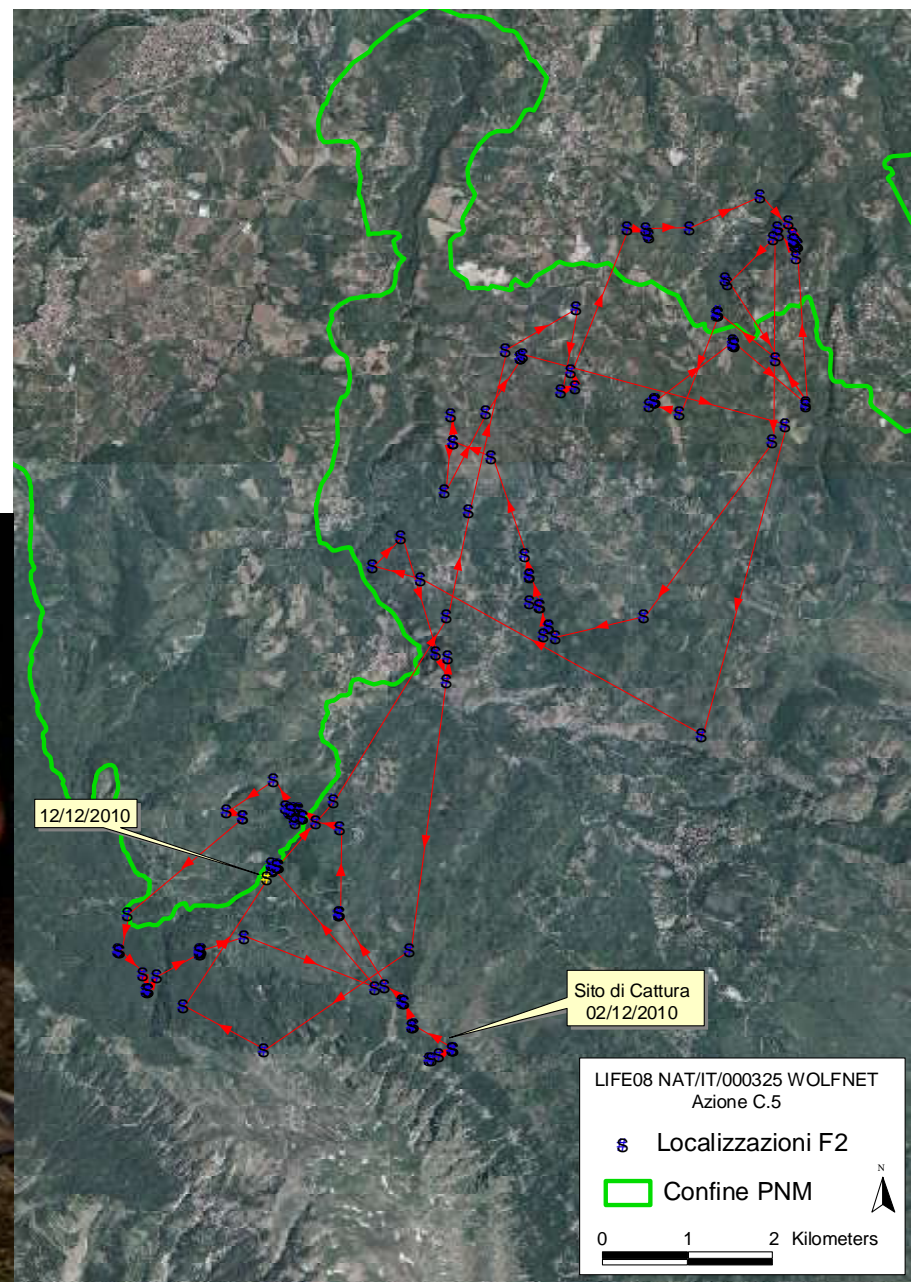 12/12/2010
Sito di Cattura
02/12/2010
LIFE08 NAT/IT/000325 WOLFNET
Azione C.5
Localizzazioni F2
Confine PNM
N
0 1 2 Kilometers